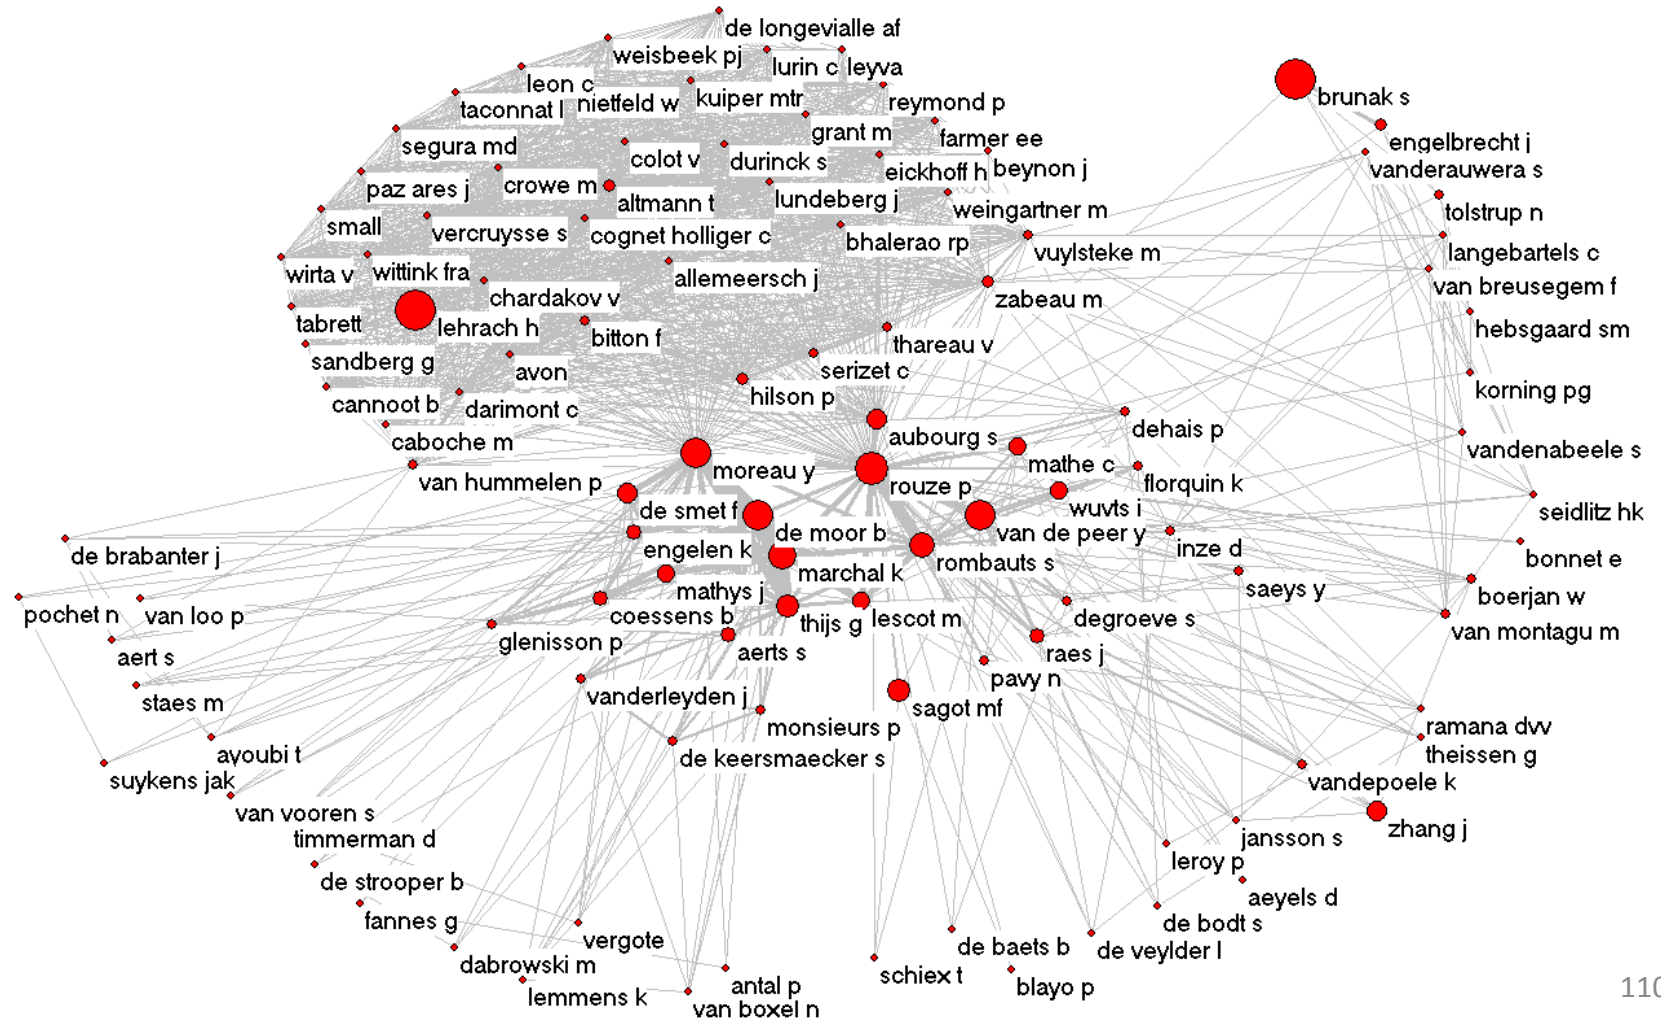 de longevialle af
weisbeek pj
lurin c
leyva
leon c
nietfeld w
kuiper mtr
reymond p
brunak s
taconnat l
grant m
farmer ee
engelbrecht j
segura md
colot v
durinck s
eickhoff h
beynon j
vanderauwera s
paz ares j
crowe m
altmann t
lundeberg j
weingartner m
tolstrup n
small
vercruysse s
cognet holliger c
bhalerao rp
vuylsteke m
langebartels c
wirta v
wittink fra
allemeersch j
van breusegem f
chardakov v
zabeau m
tabrett
lehrach h
bitton f
thareau v
hebsgaard sm
sandberg g
avon
serizet c
cannoot b
darimont c
hilson p
korning pg
caboche m
aubourg s
dehais p
vandenabeele s
van hummelen p
moreau y
rouze p
mathe c
florquin k
de smet f
wuvts i
seidlitz hk
de brabanter j
engelen k
de moor b
van de peer y
inze d
bonnet e
mathys j
marchal k
rombauts s
saeys y
boerjan w
pochet n
van loo p
coessens b
thijs g
lescot m
degroeve s
van montagu m
aert s
glenisson p
aerts s
raes j
staes m
vanderleyden j
monsieurs p
sagot mf
pavy n
ramana dvv
ayoubi t
de keersmaecker s
theissen g
suykens jak
vandepoele k
van vooren s
zhang j
timmerman d
jansson s
leroy p
de strooper b
aeyels d
fannes g
vergote
de bodt s
dabrowski m
de baets b
de veylder l
lemmens k
antal p
schiex t
blayo p
van boxel n
110